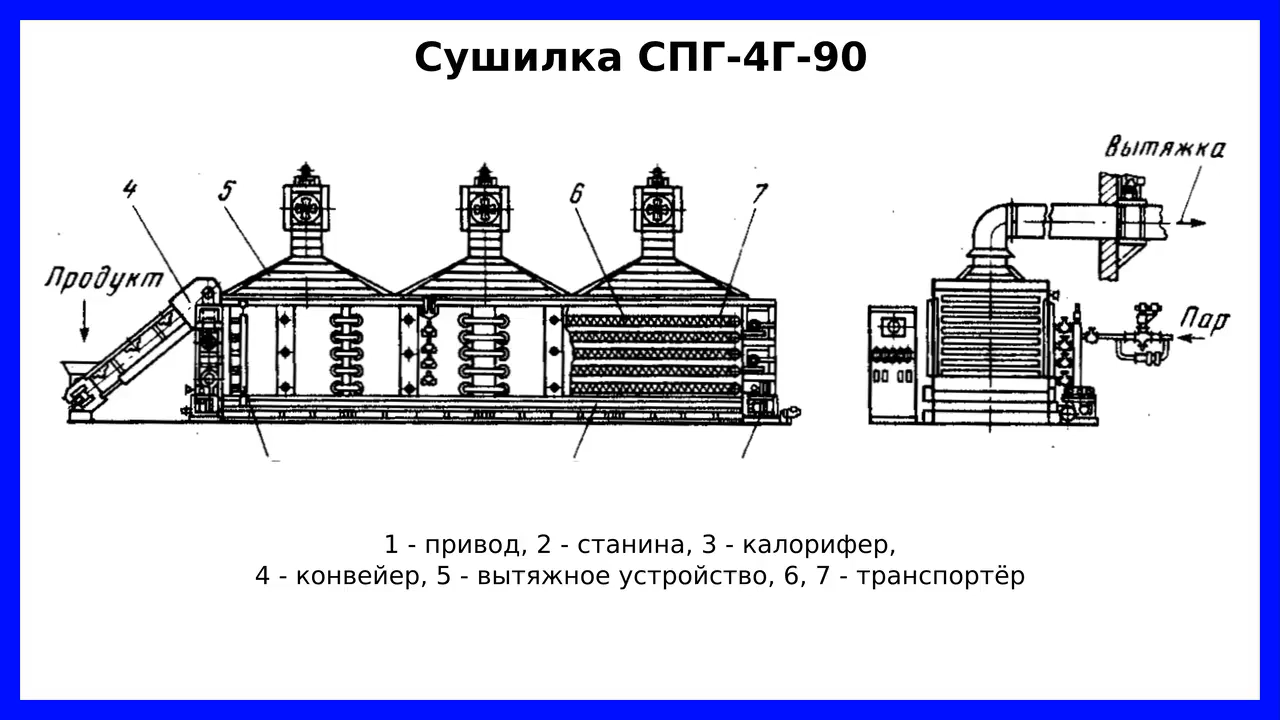 Сушилка СПГ-4Г-90
Вытяжка
4
5
6
7
Продукт
Пар
1 - привод, 2 - станина, 3 - калорифер,
4 - конвейер, 5 - вытяжное устройство, 6, 7 - транспортёр